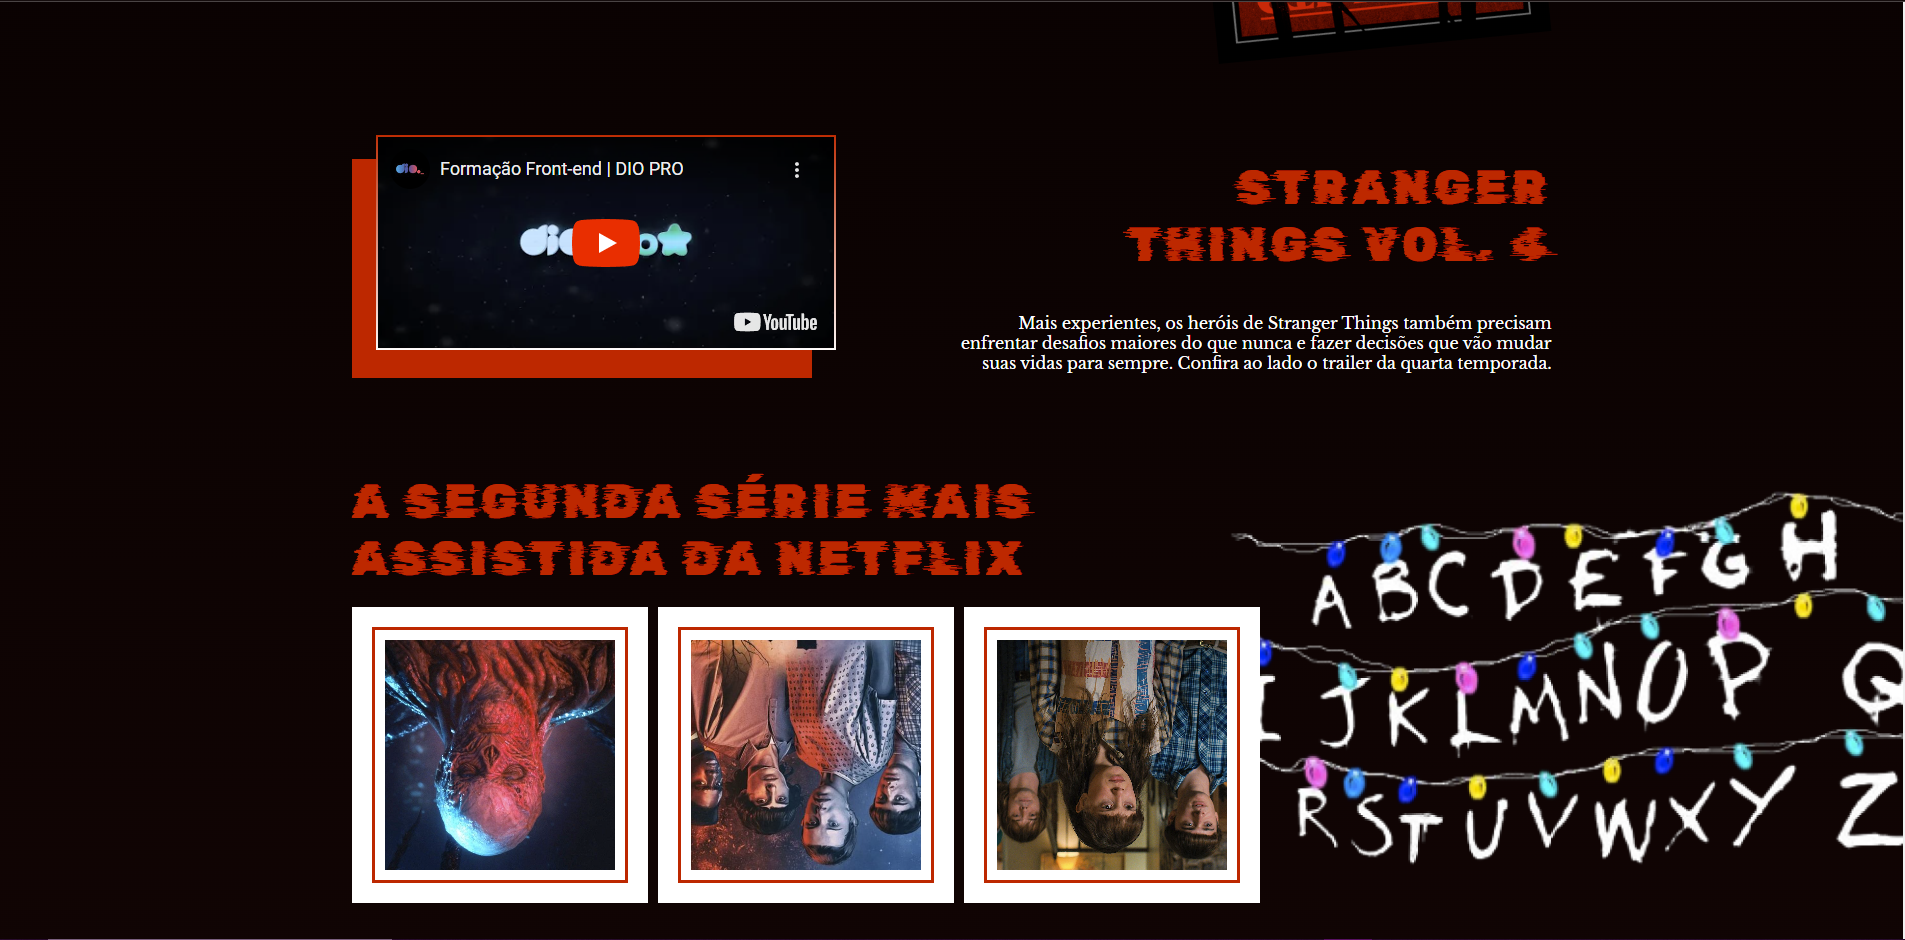 Formação Front-end | DIO PRO
YouTube
STRANGER
THINGS VOL. 4
Mais experientes, os heróis de Stranger Things também precisam
enfrentar desafios maiores do que nunca e fazer decisões que vão mudar
suas vidas para sempre. Confira ao lado o trailer da quarta temporada.
A SEGUNDA SÉRIE MAIS
ASSISTIDA DA NETFLIX
A B C D E F G H
I J K L M N O P Q
R S T U V W X Y Z